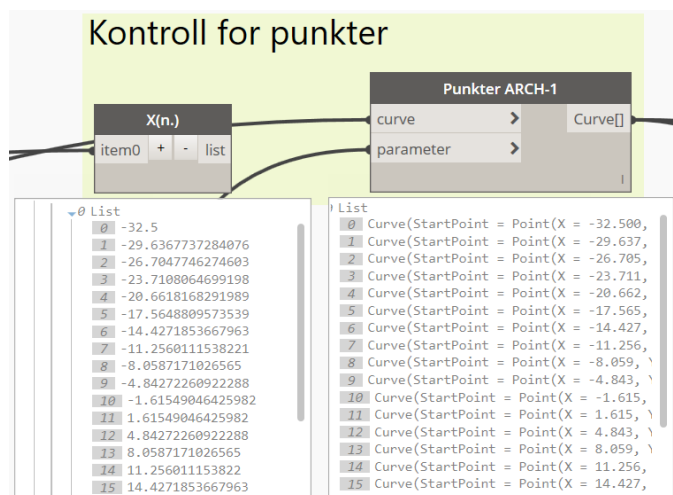 Kontroll for punkter
Punkter ARCH-1
X(n.)
curve > Curve[]
item0 + - list
parameter >
l
0 List
0 -32.5
1 -29.6367737284076
2 -26.7047746274603
3 -23.7108064699198
4 -20.6618168291989
5 -17.5648809573539
6 -14.4271853667963
7 -11.2560111538221
8 -8.0587171026565
9 -4.84272260922288
10 -1.61549046425982
11 1.61549046425982
12 4.84272260922288
13 8.0587171026565
14 11.256011153822
15 14.4271853667963
List
0 Curve(StartPoint = Point(X = -32.500,
1 Curve(StartPoint = Point(X = -29.637,
2 Curve(StartPoint = Point(X = -26.705,
3 Curve(StartPoint = Point(X = -23.711,
4 Curve(StartPoint = Point(X = -20.662,
5 Curve(StartPoint = Point(X = -17.565,
6 Curve(StartPoint = Point(X = -14.427,
7 Curve(StartPoint = Point(X = -11.256,
8 Curve(StartPoint = Point(X = -8.059, Y
9 Curve(StartPoint = Point(X = -4.843,
10 Curve(StartPoint = Point(X = -1.615,
11 Curve(StartPoint = Point(X = 1.615, Y
12 Curve(StartPoint = Point(X = 4.843, Y
13 Curve(StartPoint = Point(X = 8.059, Y
14 Curve(StartPoint = Point(X = 11.256,
15 Curve(StartPoint = Point(X = 14.427,